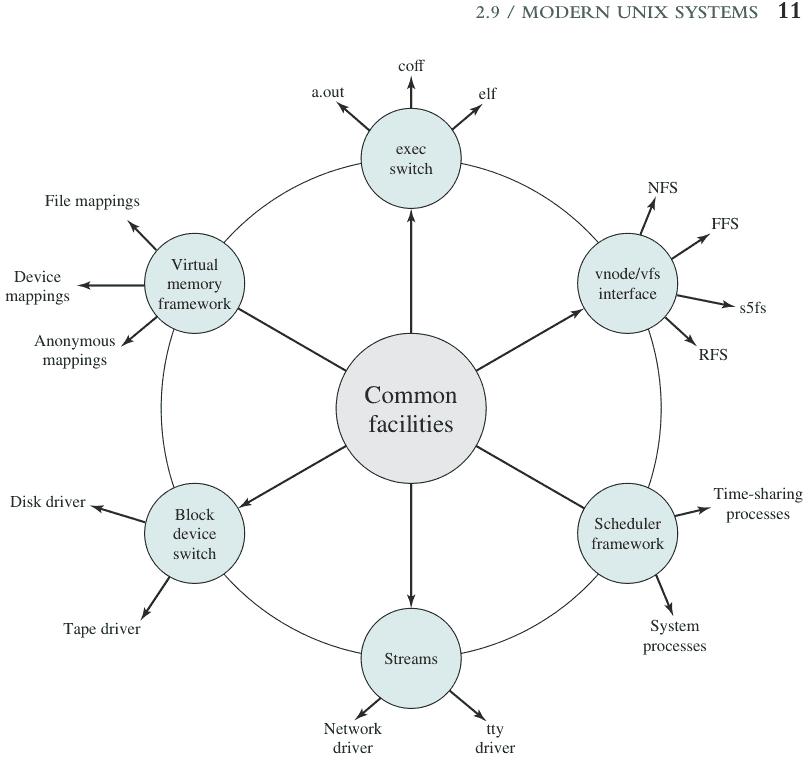 2.9 / MODERN UNIX SYSTEMS 11
coff
a.out
elf
exec
switch
NFS
FFS
vnode/vfs
interface
s5fs
RFS
File mappings
Virtual
memory
framework
Device
mappings
Anonymous
mappings
Common
facilities
Disk driver
Block
device
switch
Tape driver
Time-sharing
processes
Scheduler
framework
System
processes
Streams
Network
driver
tty
driver